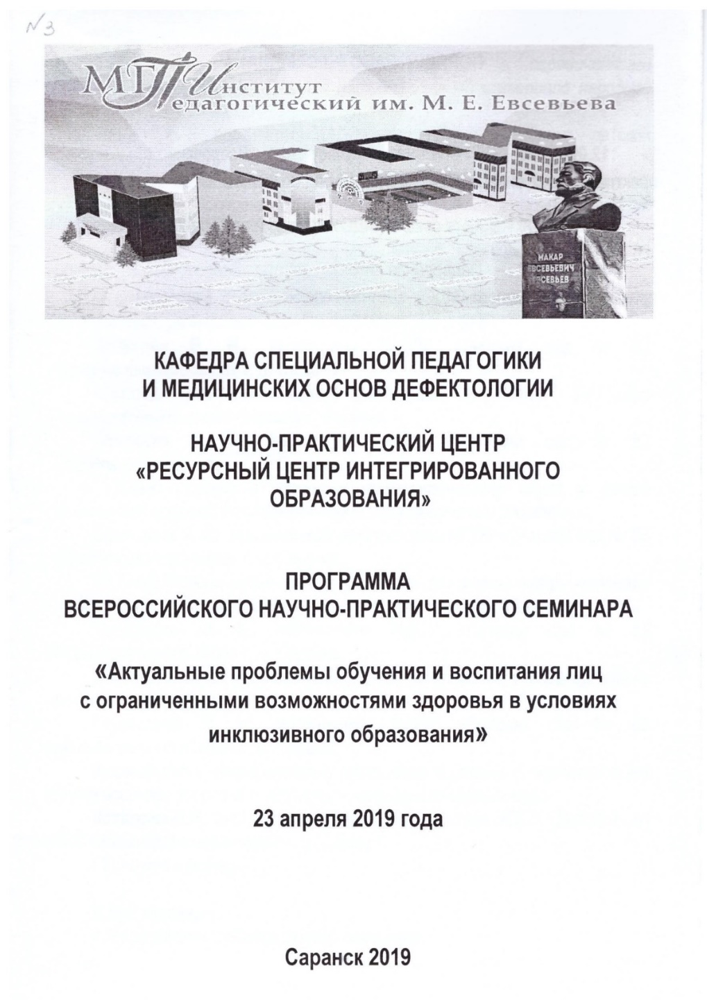 №3
МГПИнститут
едагогический им. М. Е. Евсевьева
МАКАР
ЕВСЕВЬЕВИЧ
ЕВСЕВЬЕВ
КАФЕДРА СПЕЦИАЛЬНОЙ ПЕДАГОГИКИ
И МЕДИЦИНСКИХ ОСНОВ ДЕФЕКТОЛОГИИ
НАУЧНО-ПРАКТИЧЕСКИЙ ЦЕНТР
«РЕСУРСНЫЙ ЦЕНТР ИНТЕГРИРОВАННОГО
ОБРАЗОВАНИЯ»
ПРОГРАММА
ВСЕРОССИЙСКОГО НАУЧНО-ПРАКТИЧЕСКОГО СЕМИНАРА
«Актуальные проблемы обучения и воспитания лиц
с ограниченными возможностями здоровья в условиях
инклюзивного образования»
23 апреля 2019 года
Саранск 2019